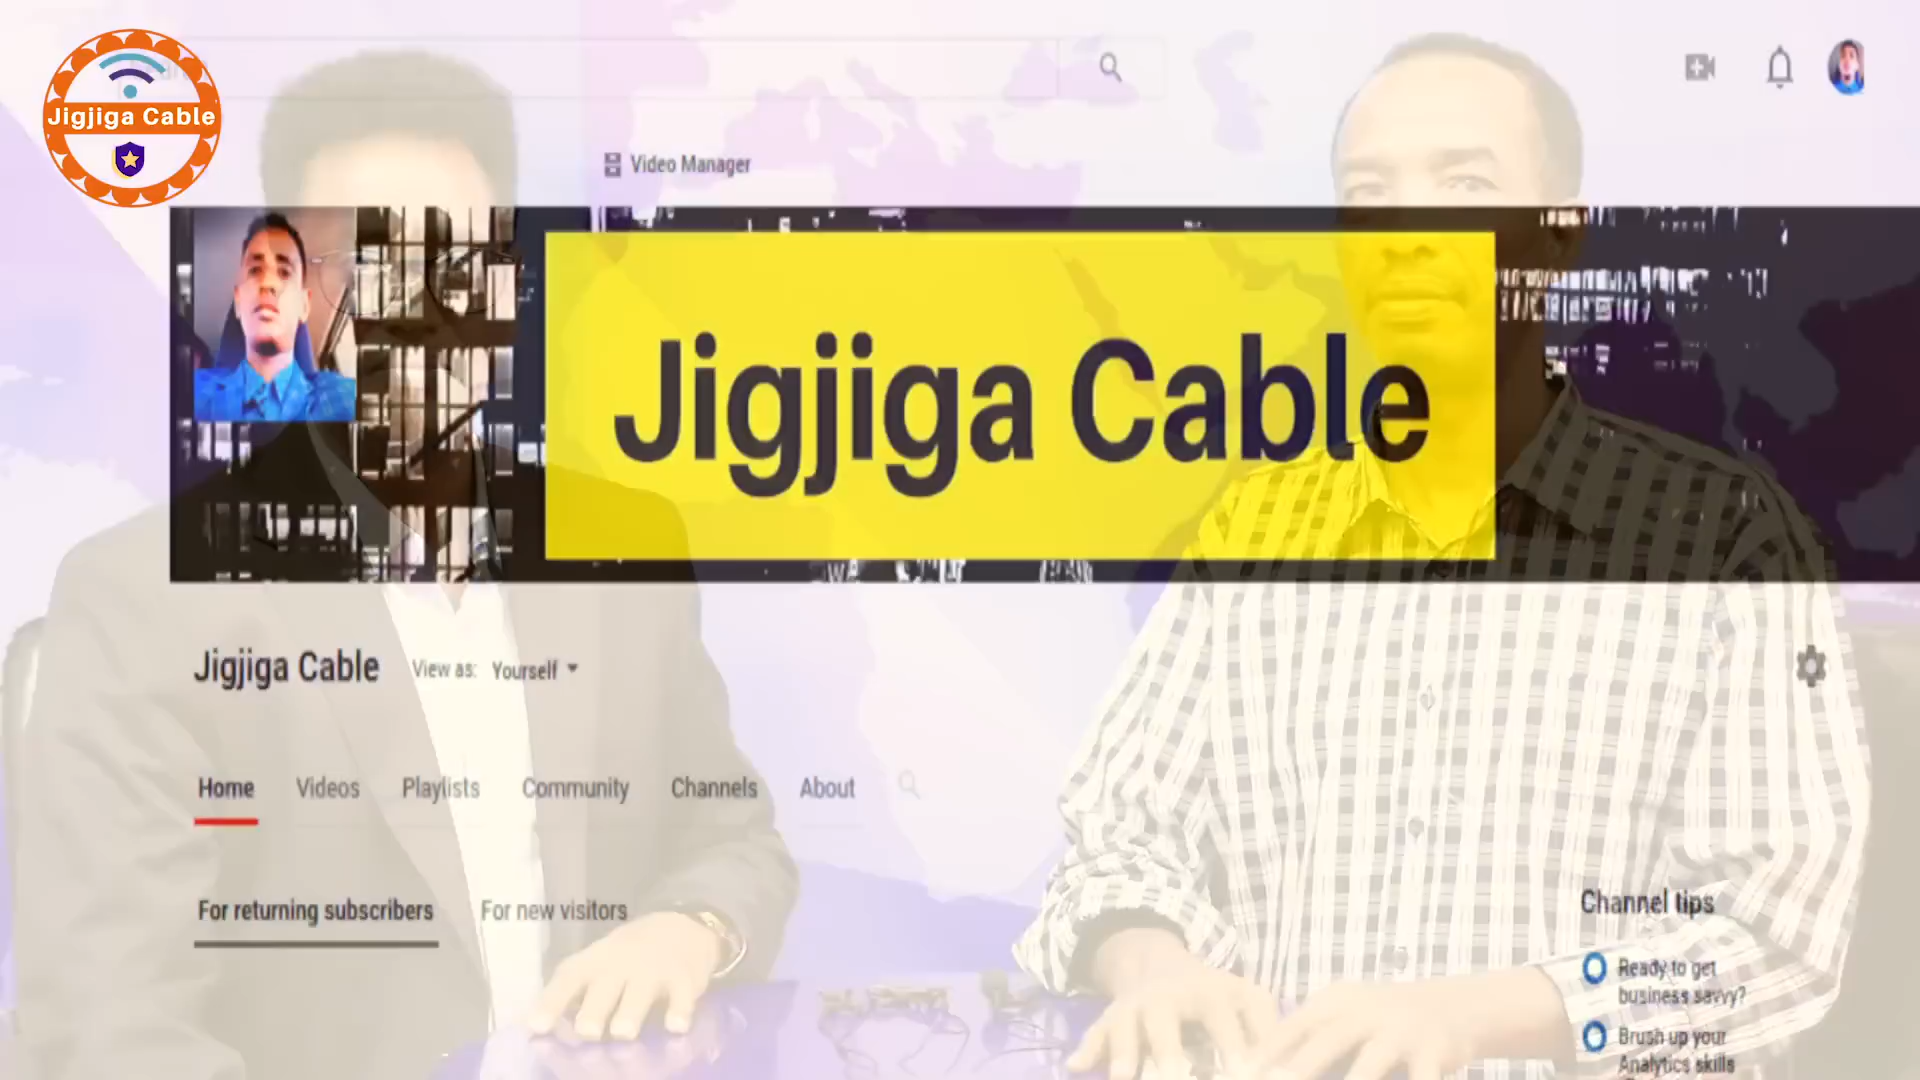 Jigjiga Cable
Video Manager
Jigjiga Cable
Jigjiga Cable View as: Yourself
Home Videos Playlists Community Channels About
For returning subscribers For new visitors
Channel tips
Ready to get
business savvy?
Brush up your
Analytics skills